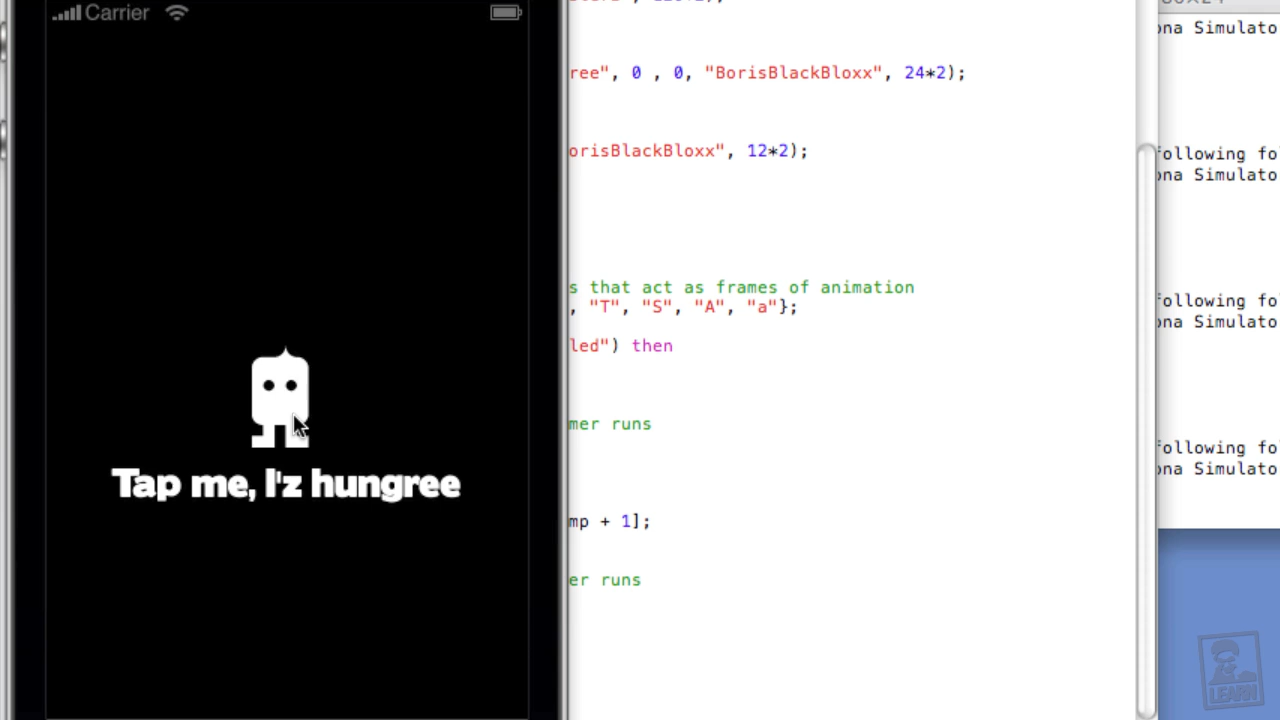 Carrier
ree", 0 , 0, "BorisBlackBloxx", 24*2);
orisBlackBloxx", 12*2);
s that act as frames of animation
, "T", "S", "A", "a"};
led") then
mer runs
mp + 1];
er runs
Tap me, I'z hungree
ona Simulato
following fo
ona Simulato
following fo
ona Simulato
following fo
ona Simulato
LEARN